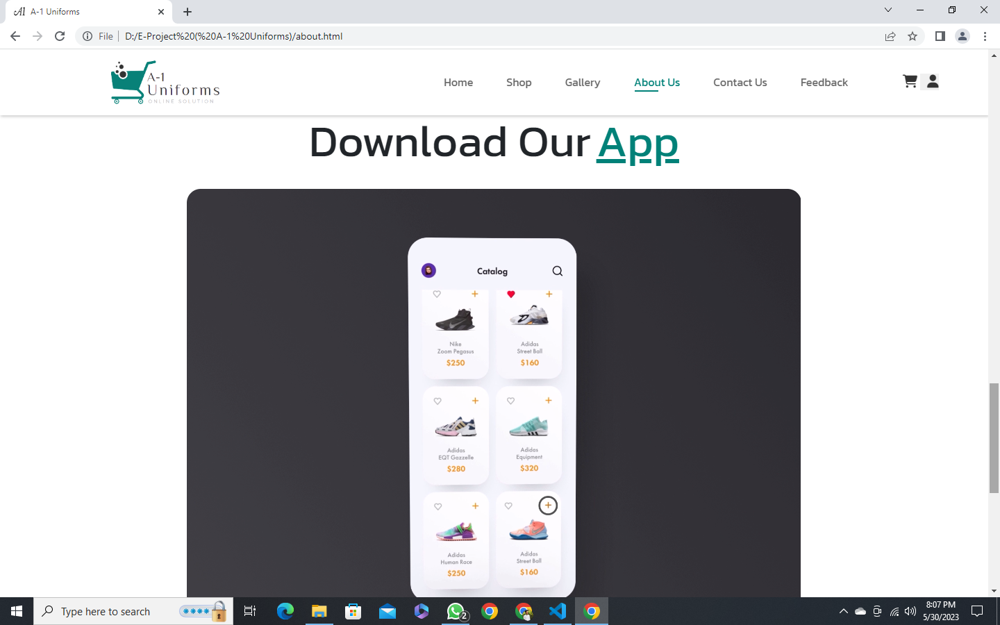 A-1 Uniforms
File
D:/E-Project%20(%20A-1%20Uniforms)/about.html
A-1
Uniforms
ONLINE SOLUTION
Home
Shop
Gallery
About Us
Contact Us
Feedback
Download Our App
Catalog
Nike
Zoom Pegasus
$250
Adidas
Street Ball
$160
Adidas
EQT Gazzelle
$280
Adidas
Equipment
$320
Adidas
Human Race
$250
Adidas
Street Ball
$160
Type here to search
2
8:07 PM
5/30/2023